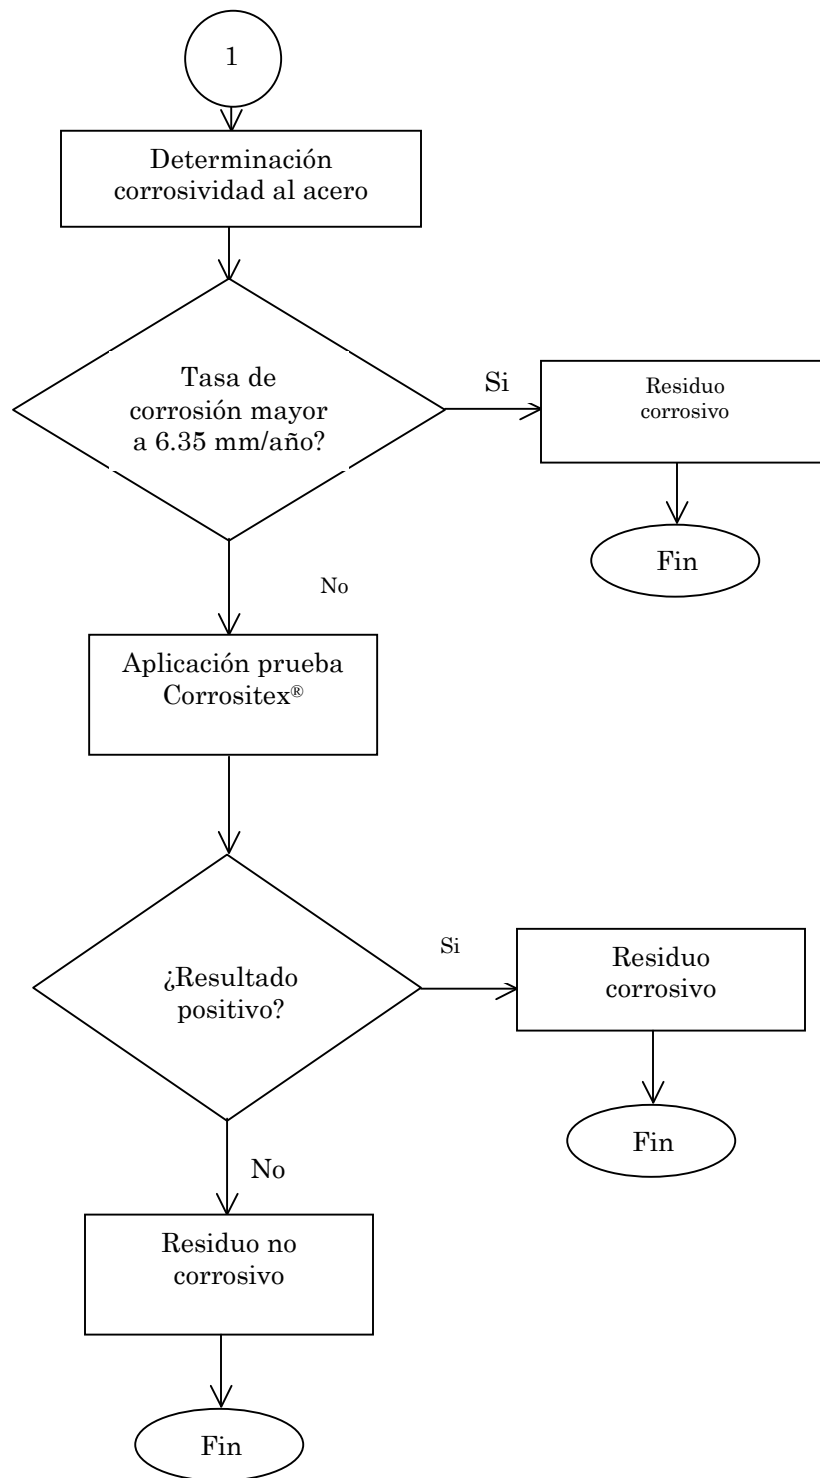 1
Determinación
corrosividad al acero
Tasa de
corrosión mayor
a 6.35 mm/año?
Si
Residuo
corrosivo
Fin
No
Aplicación prueba
Corrositex®
¿Resultado
positivo?
Si
Residuo
corrosivo
Fin
No
Residuo no
corrosivo
Fin